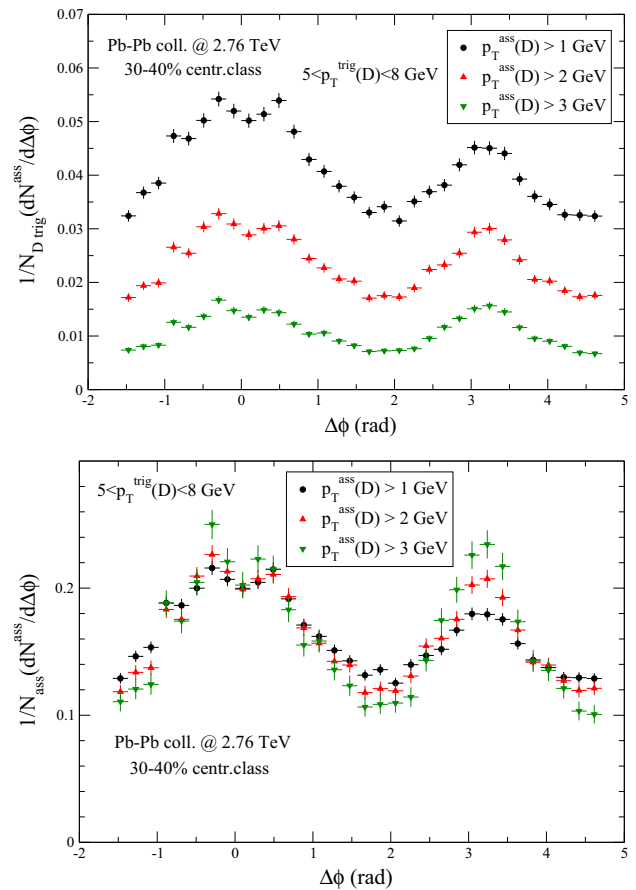 Pb-Pb coll. @ 2.76 TeV
30-40% centr.class
5<p_T^trig(D)<8 GeV
p_T^ass(D) > 1 GeV
p_T^ass(D) > 2 GeV
p_T^ass(D) > 3 GeV
0.07
0.06
0.05
0.04
0.03
0.02
0.01
0
1/N_D trig(dN^ass/dΔϕ)
-2 -1 0 1 2 3 4 5
Δϕ (rad)
5<p_T^trig(D)<8 GeV
p_T^ass(D) > 1 GeV
p_T^ass(D) > 2 GeV
p_T^ass(D) > 3 GeV
0.2
0.1
0
1/N_ass(dN^ass/dΔϕ)
Pb-Pb coll. @ 2.76 TeV
30-40% centr.class
-2 -1 0 1 2 3 4 5
Δϕ (rad)